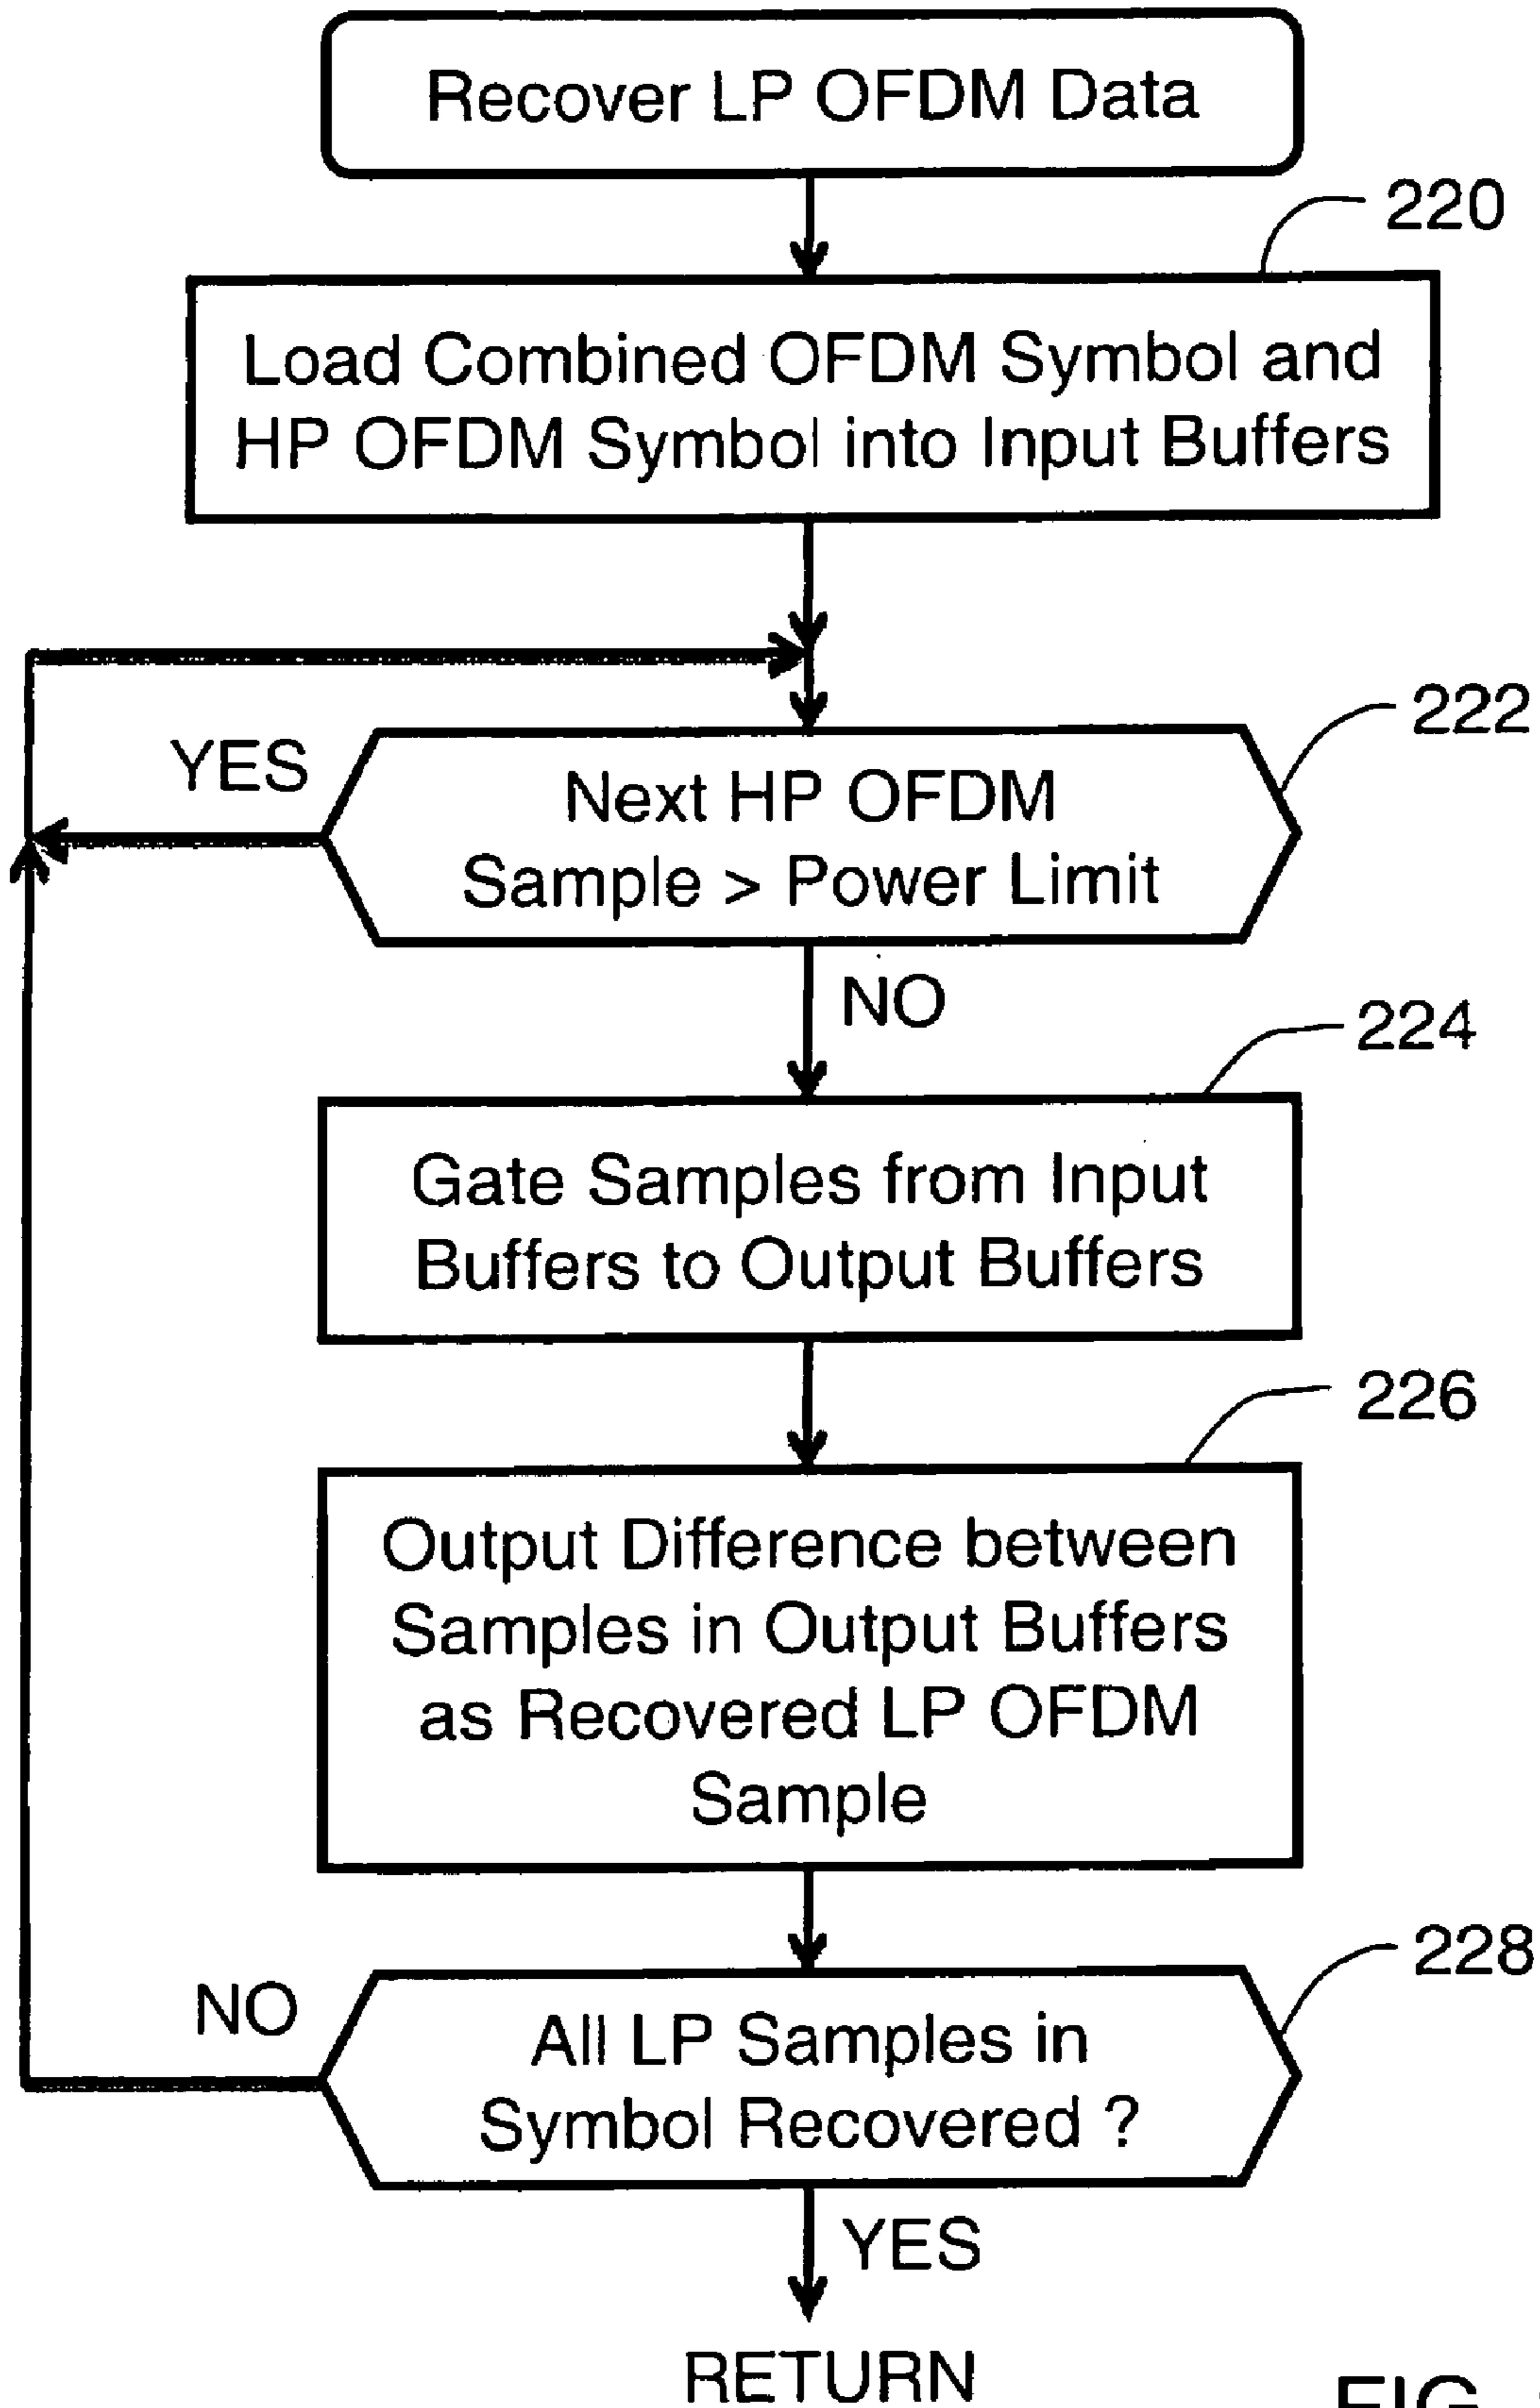 Recover LP OFDM Data
220
Load Combined OFDM Symbol and
HP OFDM Symbol into Input Buffers
222
YES
Next HP OFDM
Sample > Power Limit
NO
224
Gate Samples from Input
Buffers to Output Buffers
226
Output Difference between
Samples in Output Buffers
as Recovered LP OFDM
Sample
228
NO
All LP Samples in
Symbol Recovered ?
YES
RETURN
FIG